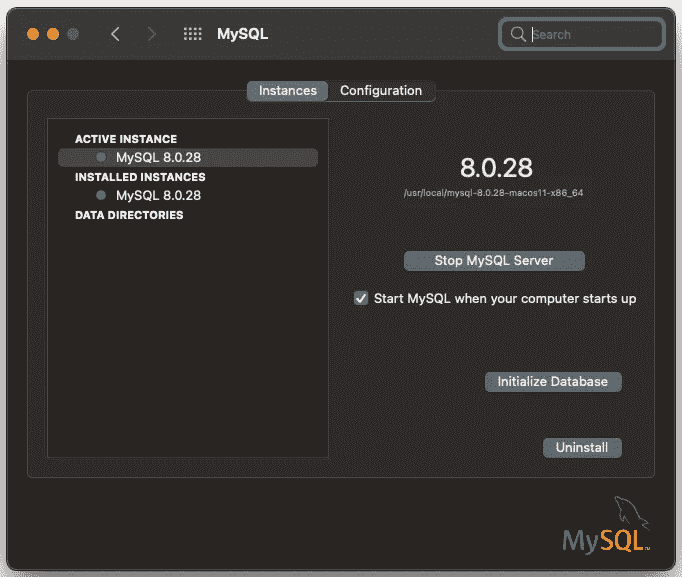 MySQL
Search
Instances
Configuration
ACTIVE INSTANCE
MySQL 8.0.28
INSTALLED INSTANCES
MySQL 8.0.28
DATA DIRECTORIES
8.0.28
/usr/local/mysql-8.0.28-macos11-x86_64
Stop MySQL Server
Start MySQL when your computer starts up
Initialize Database
Uninstall
MySQL™